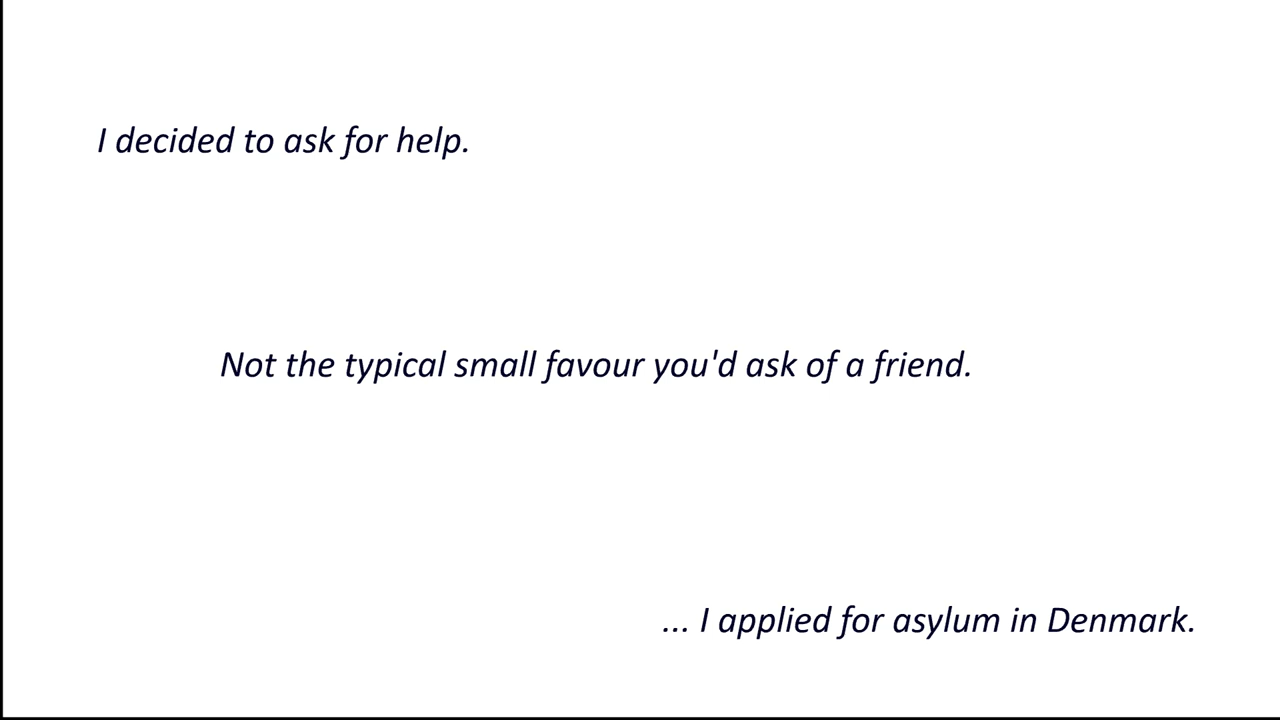 I decided to ask for help.
Not the typical small favour you'd ask of a friend.
... I applied for asylum in Denmark.